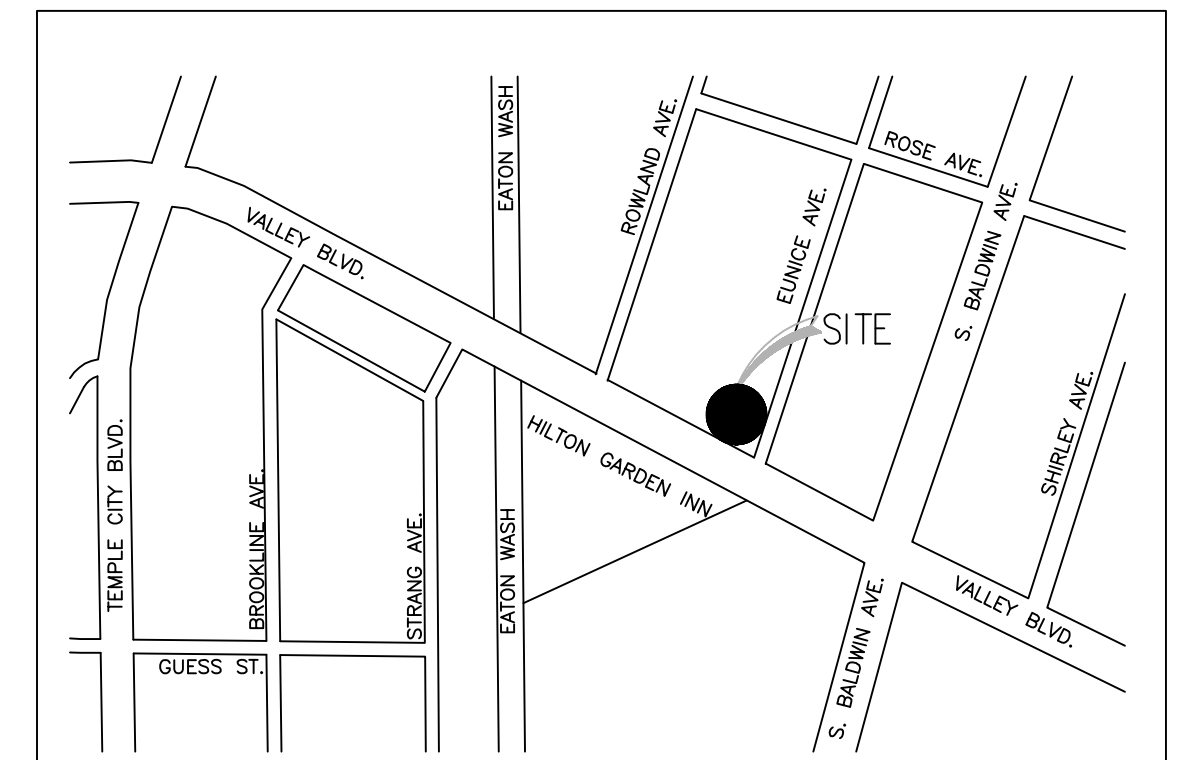 EATON WASH
ROWLAND AVE.
ROSE AVE.
EUNICE AVE.
S. BALDWIN AVE.
VALLEY BLVD.
SITE
SHIRLEY AVE.
HILTON GARDEN INN
TEMPLE CITY BLVD.
BROOKLINE AVE.
STRANG AVE.
EATON WASH
VALLEY BLVD.
S. BALDWIN AVE.
GUESS ST.